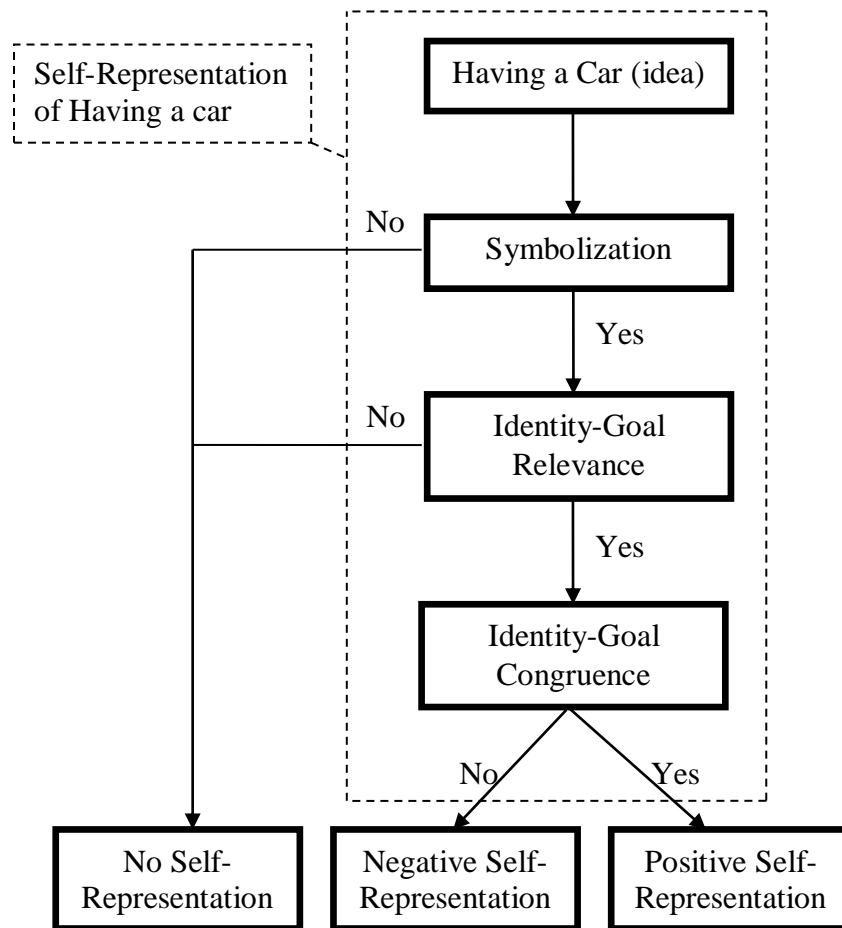 Self-Representation
of Having a car
Having a Car (idea)
No
Symbolization
Yes
No
Identity-Goal
Relevance
Yes
Identity-Goal
Congruence
No
Yes
No Self-
Representation
Negative Self-
Representation
Positive Self-
Representation